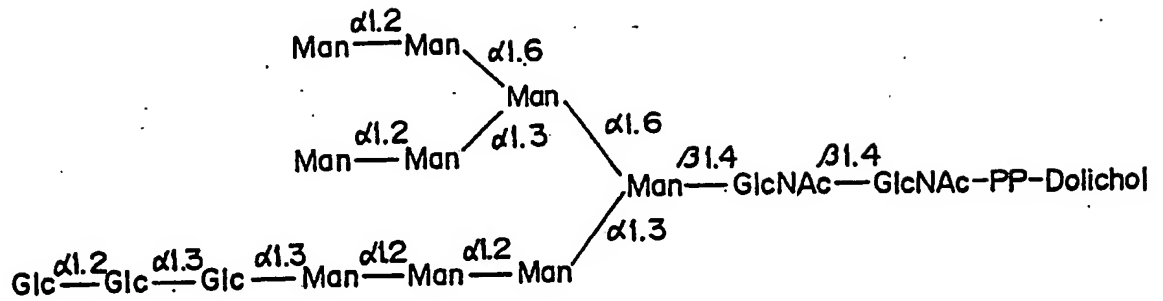 α1.2
Man—Man α1.6
Man α1.6
α1.2 α1.3
Man—Man
β1.4 β1.4
Man—GlcNAc—GlcNAc-PP-Dolichol
α1.3
α1.2 α1.3 α1.3 α1.2 α1.2
Glc—Glc—Glc—Man—Man—Man